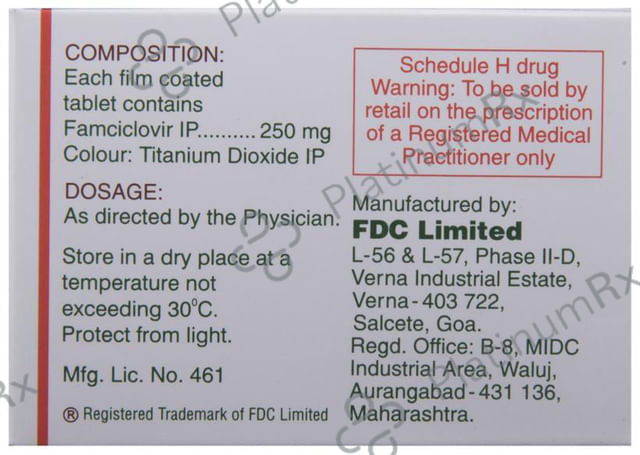 COMPOSITION:
Each film coated
tablet contains
Famciclovir IP.......... 250 mg
Colour: Titanium Dioxide IP
DOSAGE:
As directed by the Physician.
Store in a dry place at a
temperature not
exceeding 30⁰C.
Protect from light.
Mfg. Lic. No. 461
® Registered Trademark of FDC Limited
Schedule H drug
Warning: To be sold by
retail on the prescription
of a Registered Medical
Practitioner only
Manufactured by:
FDC Limited
L-56 & L-57, Phase II-D,
Verna Industrial Estate,
Verna-403 722,
Salcete, Goa.
Regd. Office: B-8, MIDC
Industrial Area, Waluj,
Aurangabad-431 136,
Maharashtra.
PlatinumRx
PlatinumRx